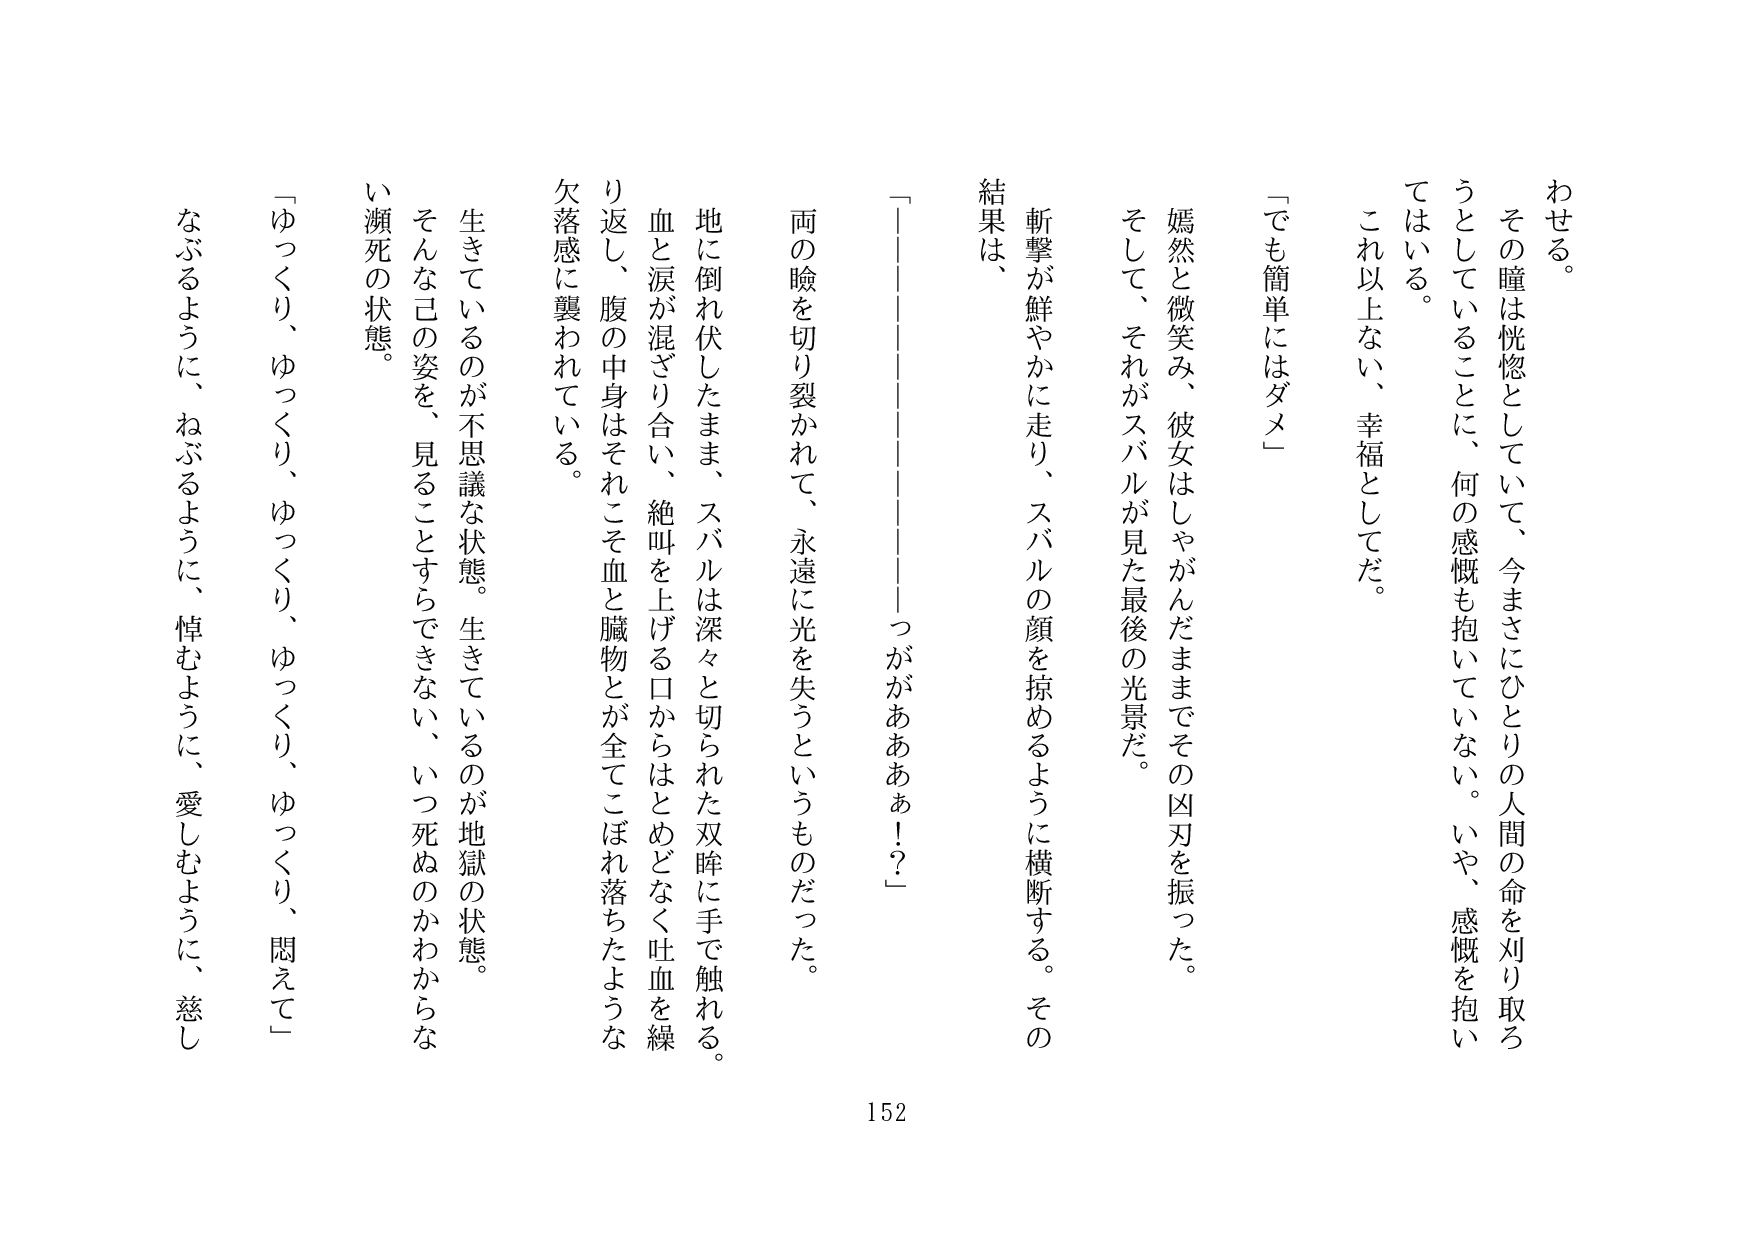 わせる。
　その瞳は恍惚としていて、今まさにひとりの人間の命を刈り取ろ
うとしていることに、何の感慨も抱いていない。いや、感慨を抱い
てはいる。
　これ以上ない、幸福としてだ。
「でも簡単にはダメ」
　嫣然と微笑み、彼女はしゃがんだままでその凶刃を振った。
　そして、それがスバルが見た最後の光景だ。
　斬撃が鮮やかに走り、スバルの顔を掠めるように横断する。その
結果は、
「――――――――――――――っががあああぁ！？」
　両の瞼を切り裂かれて、永遠に光を失うというものだった。
　地に倒れ伏したまま、スバルは深々と切られた双眸に手で触れる。
　血と涙が混ざり合い、絶叫を上げる口からはとめどなく吐血を繰
り返し、腹の中身はそれこそ血と臓物とが全てこぼれ落ちたような
欠落感に襲われている。
　生きているのが不思議な状態。生きているのが地獄の状態。
　そんな己の姿を、見ることすらできない、いつ死ぬのかわからな
い瀕死の状態。
「ゆっくり、ゆっくり、ゆっくり、ゆっくり、ゆっくり、悶えて」
　なぶるように、ねぶるように、悼むように、愛しむように、慈し
152